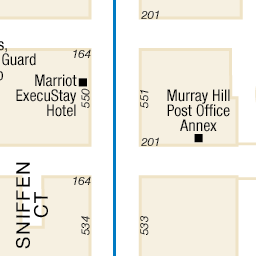 201
s,
Guard
164
Marriot
ExecuStay
Hotel
550
551
Murray Hill
Post Office
Annex
201
SNIFFEN
CT
164
534
533